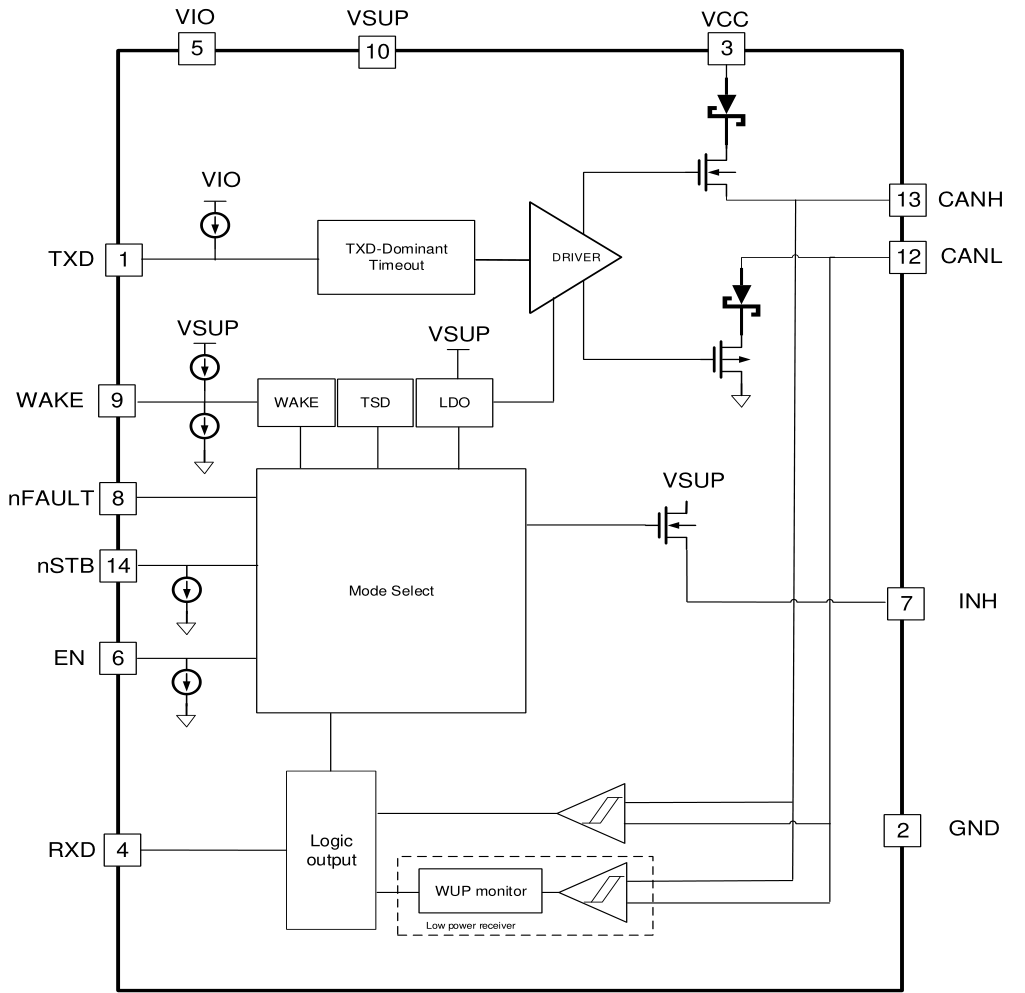 VIO
VSUP
VCC
5
10
3
VIO
13 CANH
TXD 1
TXD-Dominant
Timeout
DRIVER
12 CANL
VSUP
VSUP
WAKE 9
WAKE
TSD
LDO
nFAULT 8
VSUP
nSTB 14
Mode Select
7 INH
EN 6
2 GND
RXD 4
Logic
output
WUP monitor
Low power receiver